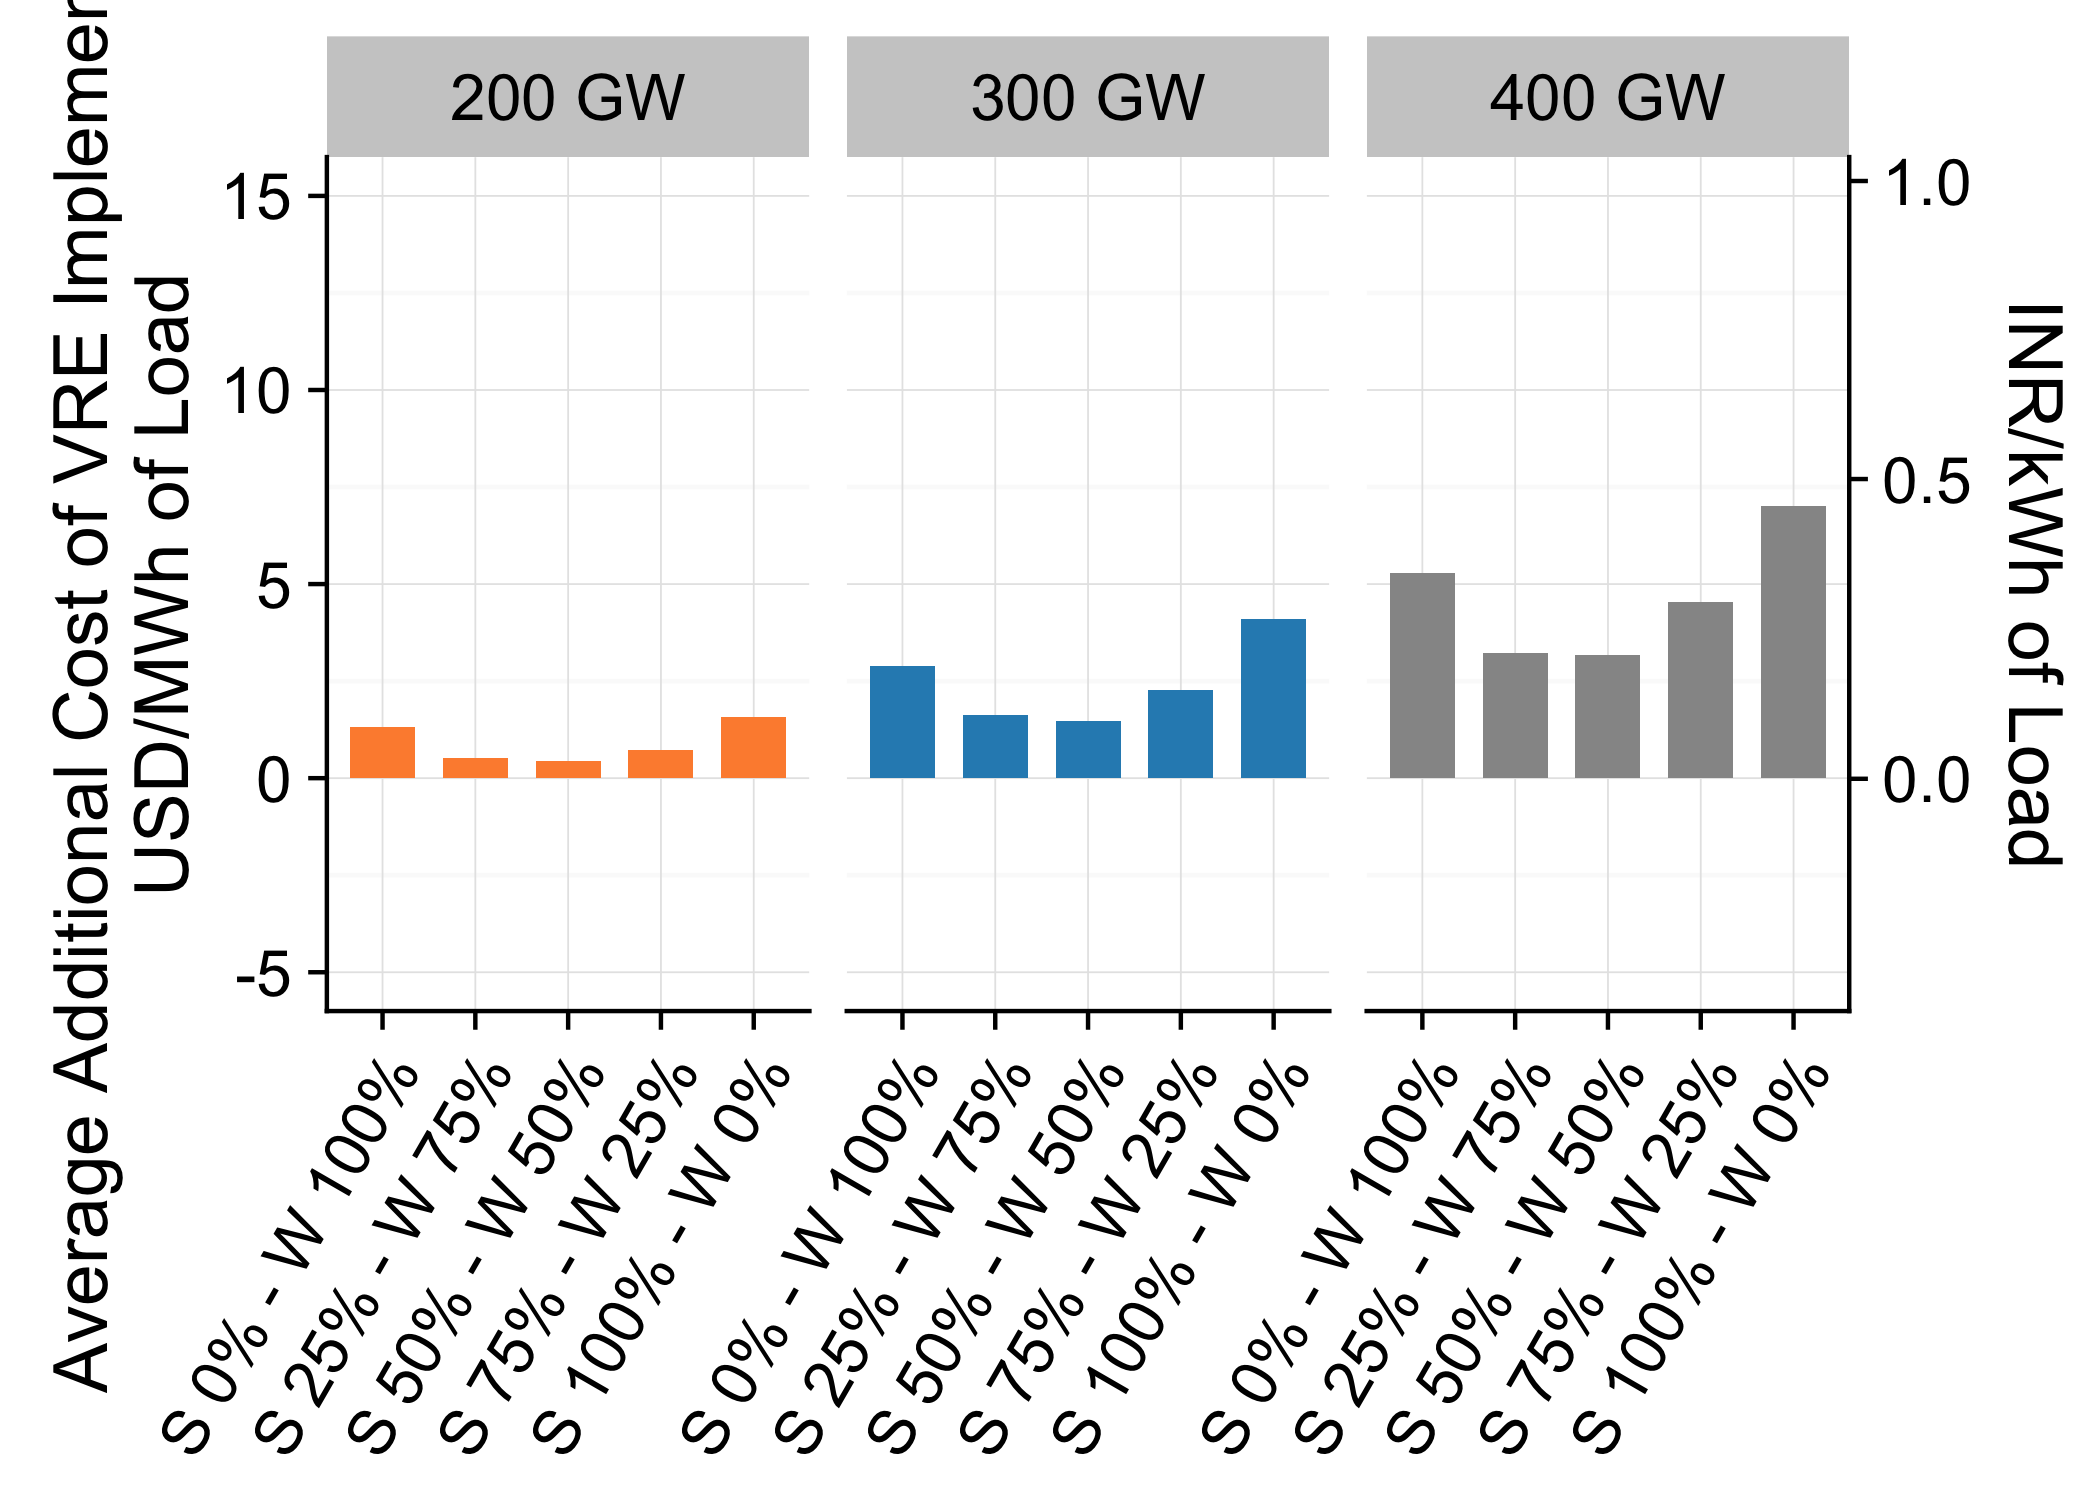 Average Additional Cost of VRE
USD/MWh of Load
200 GW
300 GW
400 GW
15
10
5
0
-5
1.0
0.5
0.0
INR/kWh of Load
S 0% - W 100%
S 25% - W 75%
S 50% - W 50%
S 75% - W 25%
S 100% - W 0%
S 0% - W 100%
S 25% - W 75%
S 50% - W 50%
S 75% - W 25%
S 100% - W 0%
S 0% - W 100%
S 25% - W 75%
S 50% - W 50%
S 75% - W 25%
S 100% - W 0%